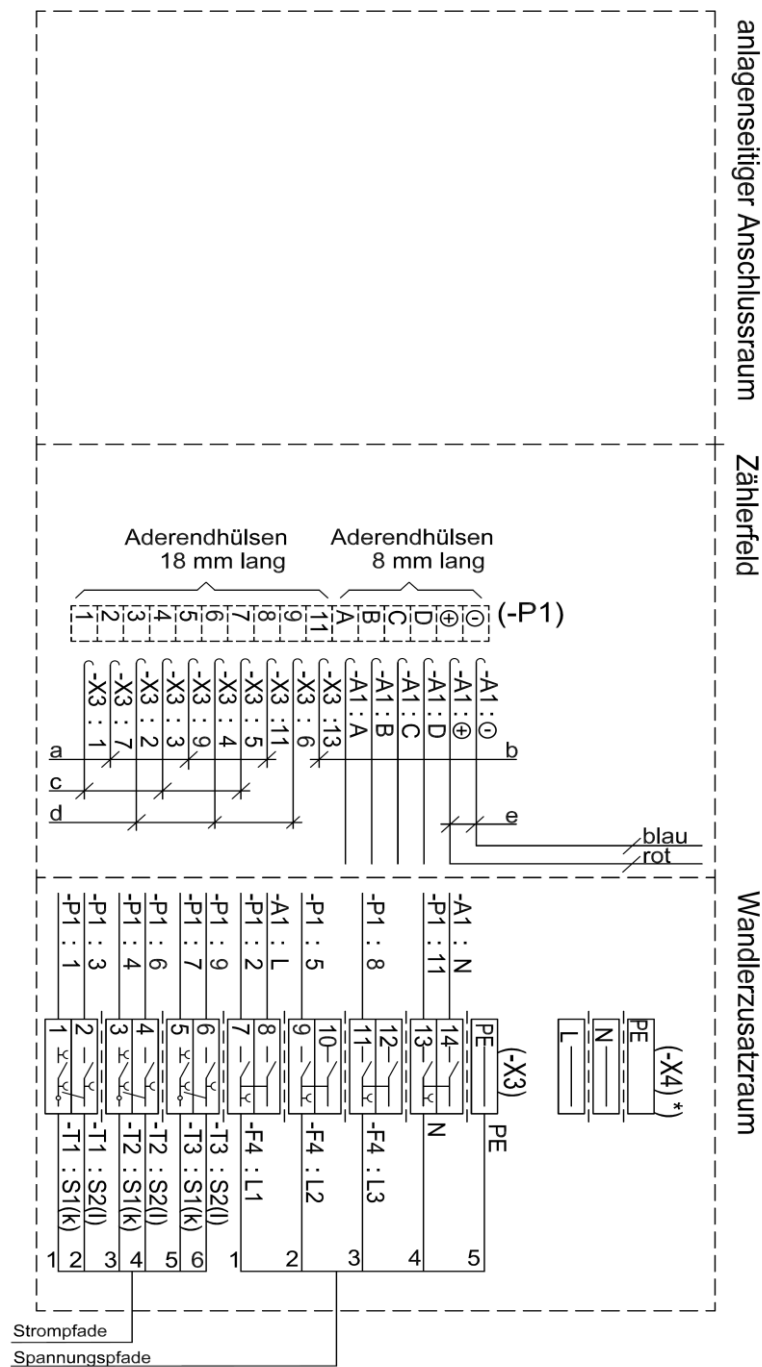 anlagenseitiger Anschlussraum
Zählerfeld
Aderendhülsen
18 mm lang
Aderendhülsen
8 mm lang
1 2 3 4 5 6 7 8 9 11 A B C D ⊕ ⊖ (-P1)
-X3 : 1
-X3 : 7
-X3 : 2
-X3 : 3
-X3 : 9
-X3 : 4
-X3 : 5
-X3 :11
-X3 : 6
-X3 :13
-A1 : A
-A1 : B
-A1 : C
-A1 : D
-A1 : ⊕
-A1 : ⊖
a
b
c
d
e
blau
rot
Wandlerzusatzraum
-P1 : 1
-P1 : 3
-P1 : 4
-P1 : 6
-P1 : 7
-P1 : 9
-P1 : 2
-A1 : L
-P1 : 5
-P1 : 8
-P1 : 11
-A1 : N
1 2 3 4 5 6 7 8 9 10 11 12 13 14 PE (-X3)
L N PE (-X4) *)
-T1 : S1(k)
-T1 : S2(l)
-T2 : S1(k)
-T2 : S2(l)
-T3 : S1(k)
-T3 : S2(l)
-F4 : L1
-F4 : L2
-F4 : L3
N
PE
1 2 3 4 5 6 1 2 3 4 5
Strompfade
Spannungspfade